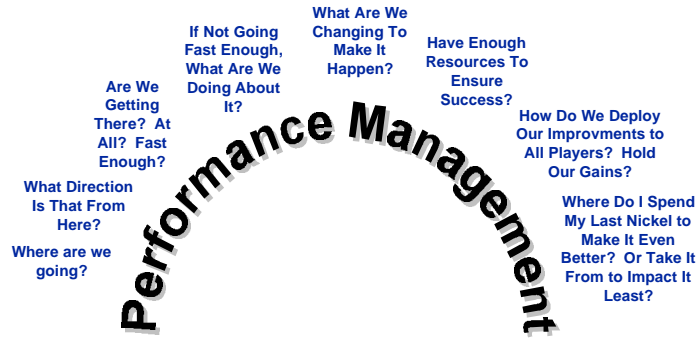 Where are we
going?
What Direction
Is That From
Here?
Are We
Getting
There? At
All? Fast
Enough?
If Not Going
Fast Enough,
What Are We
Doing About
It?
What Are We
Changing To
Make It
Happen?
Have Enough
Resources To
Ensure
Success?
How Do We Deploy
Our Improvments to
All Players? Hold
Our Gains?
Where Do I Spend
My Last Nickel to
Make It Even
Better? Or Take It
From to Impact It
Least?
Performance Management